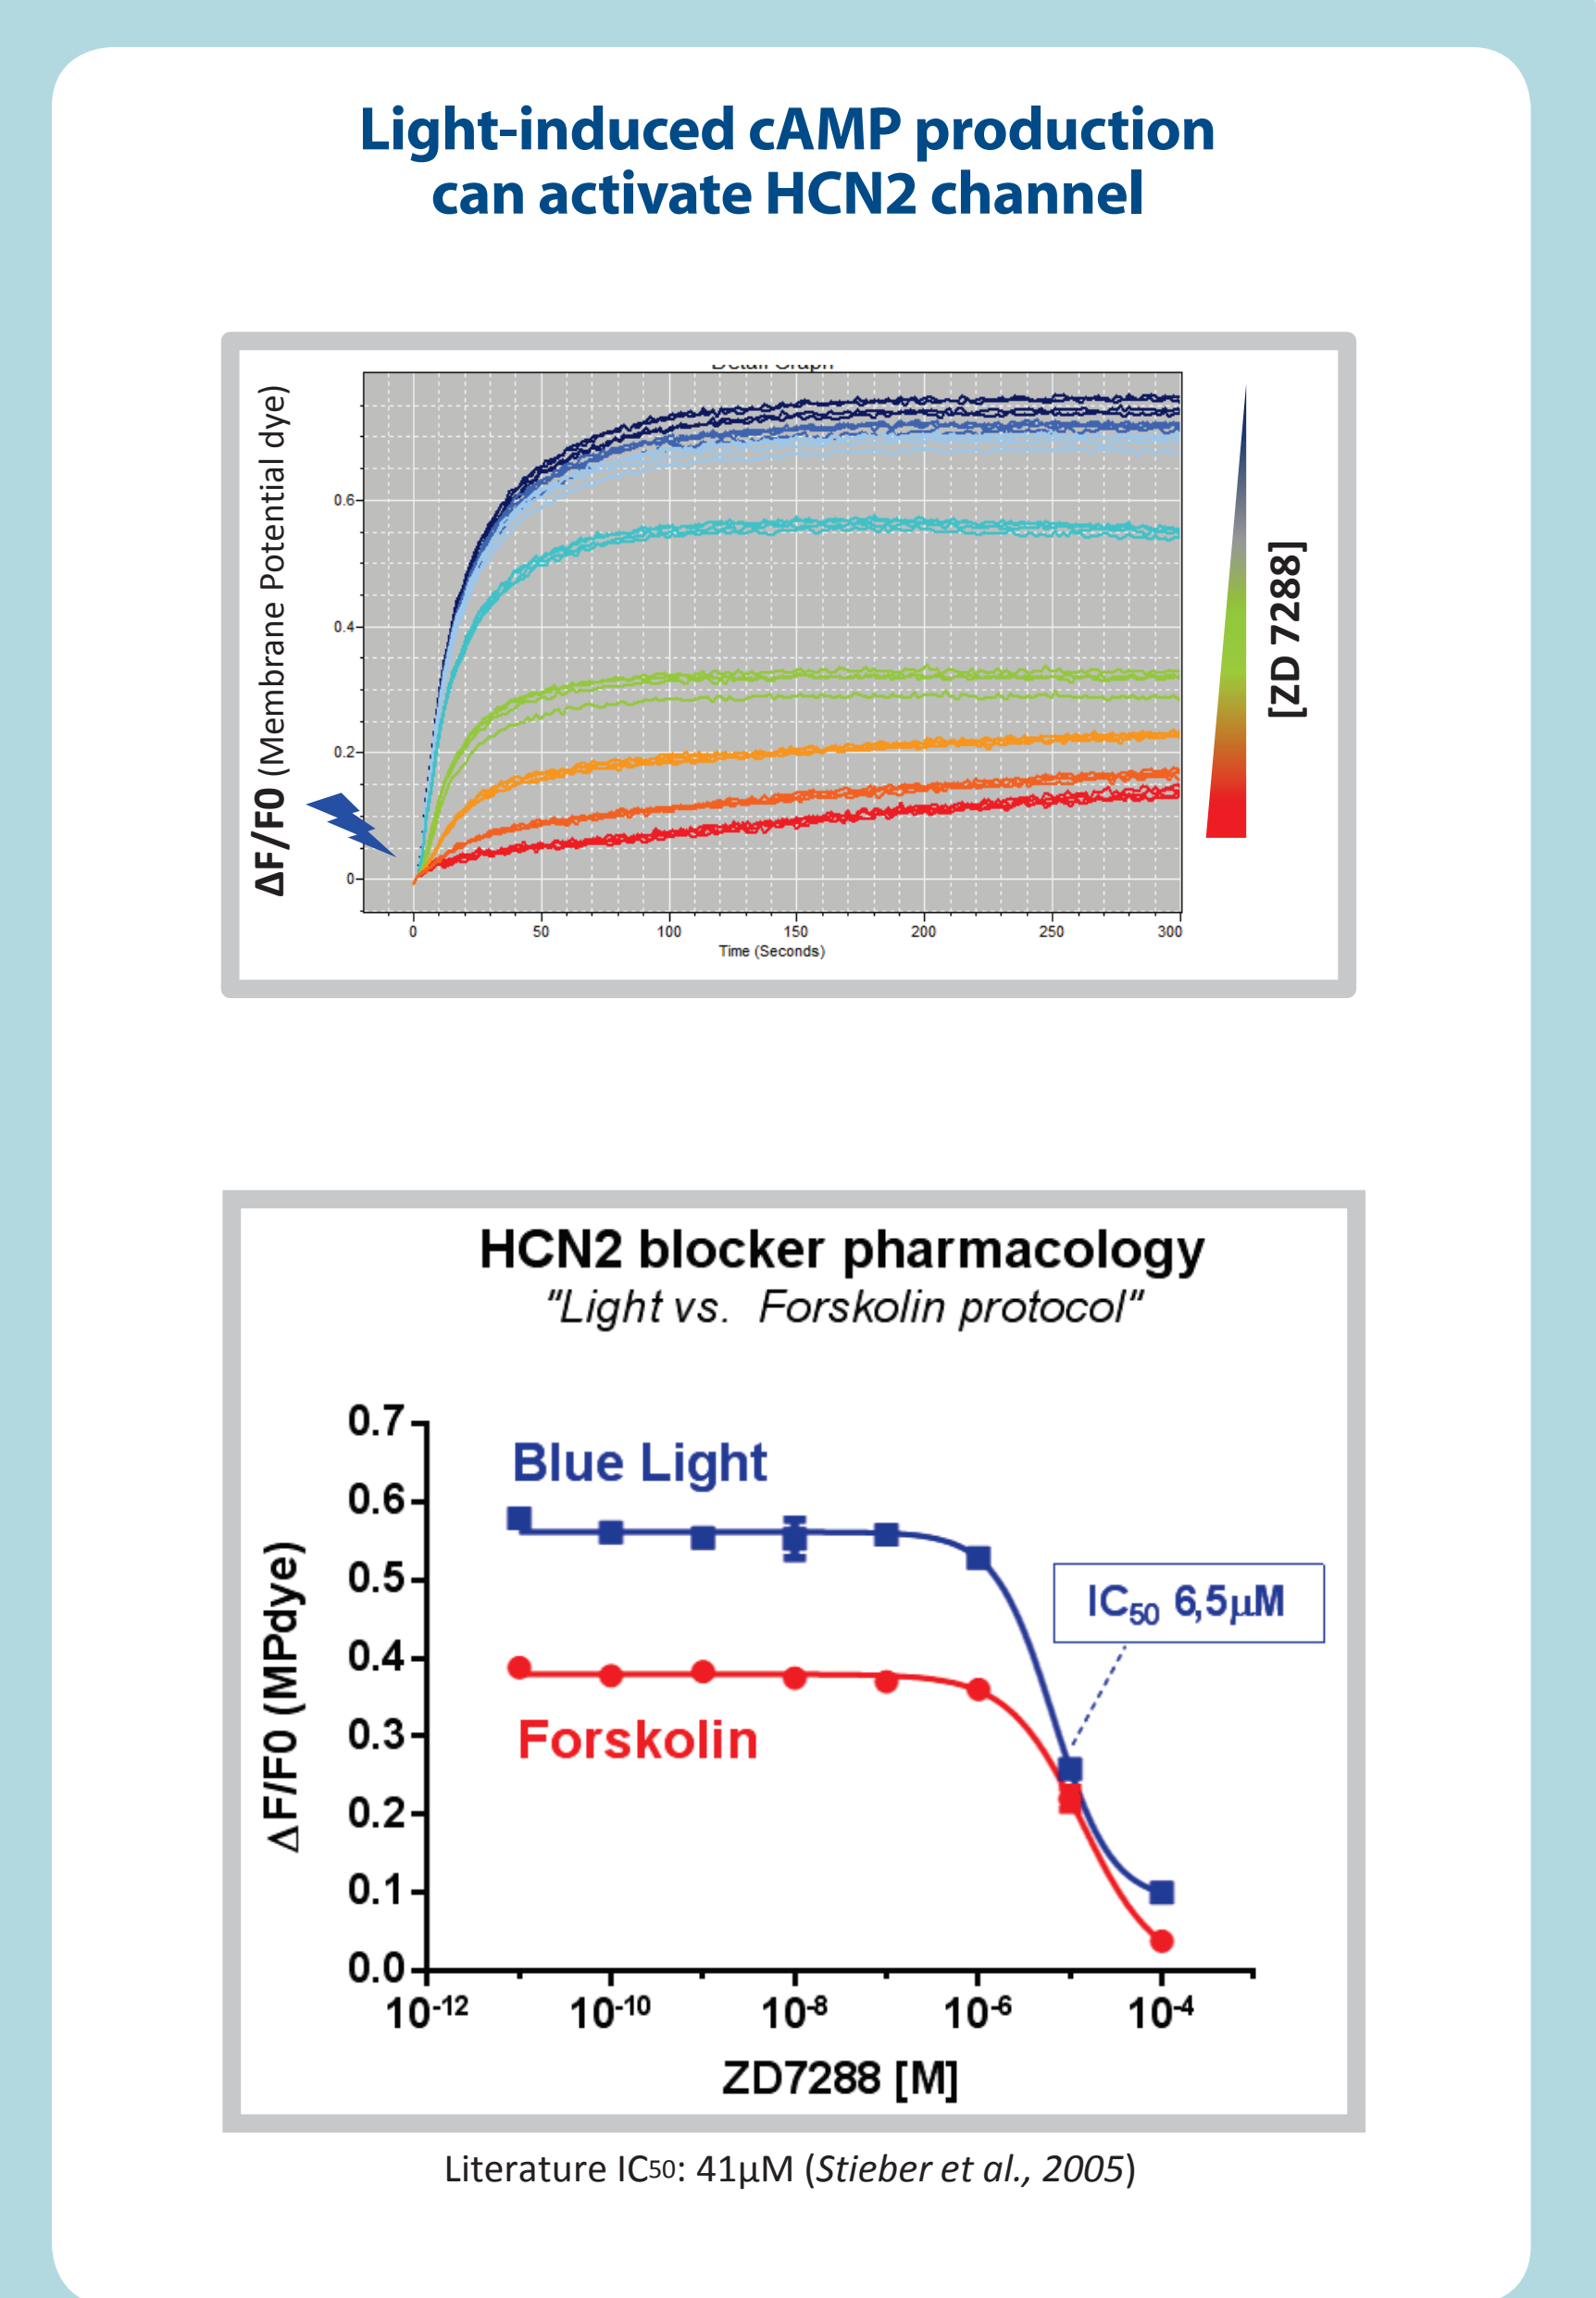 Light-induced cAMP production
can activate HCN2 channel
ΔF/F0 (Membrane Potential dye)
0.6
0.4
0.2
0
0 50 100 150 200 250 300
Time (Seconds)
[ZD 7288]
HCN2 blocker pharmacology
"Light vs. Forskolin protocol"
ΔF/F0 (MPdye)
0.7
0.6
0.5
0.4
0.3
0.2
0.1
0.0
Blue Light
Forskolin
IC50 6,5µM
10-12 10-10 10-8 10-6 10-4
ZD7288 [M]
Literature IC50: 41µM (Stieber et al., 2005)